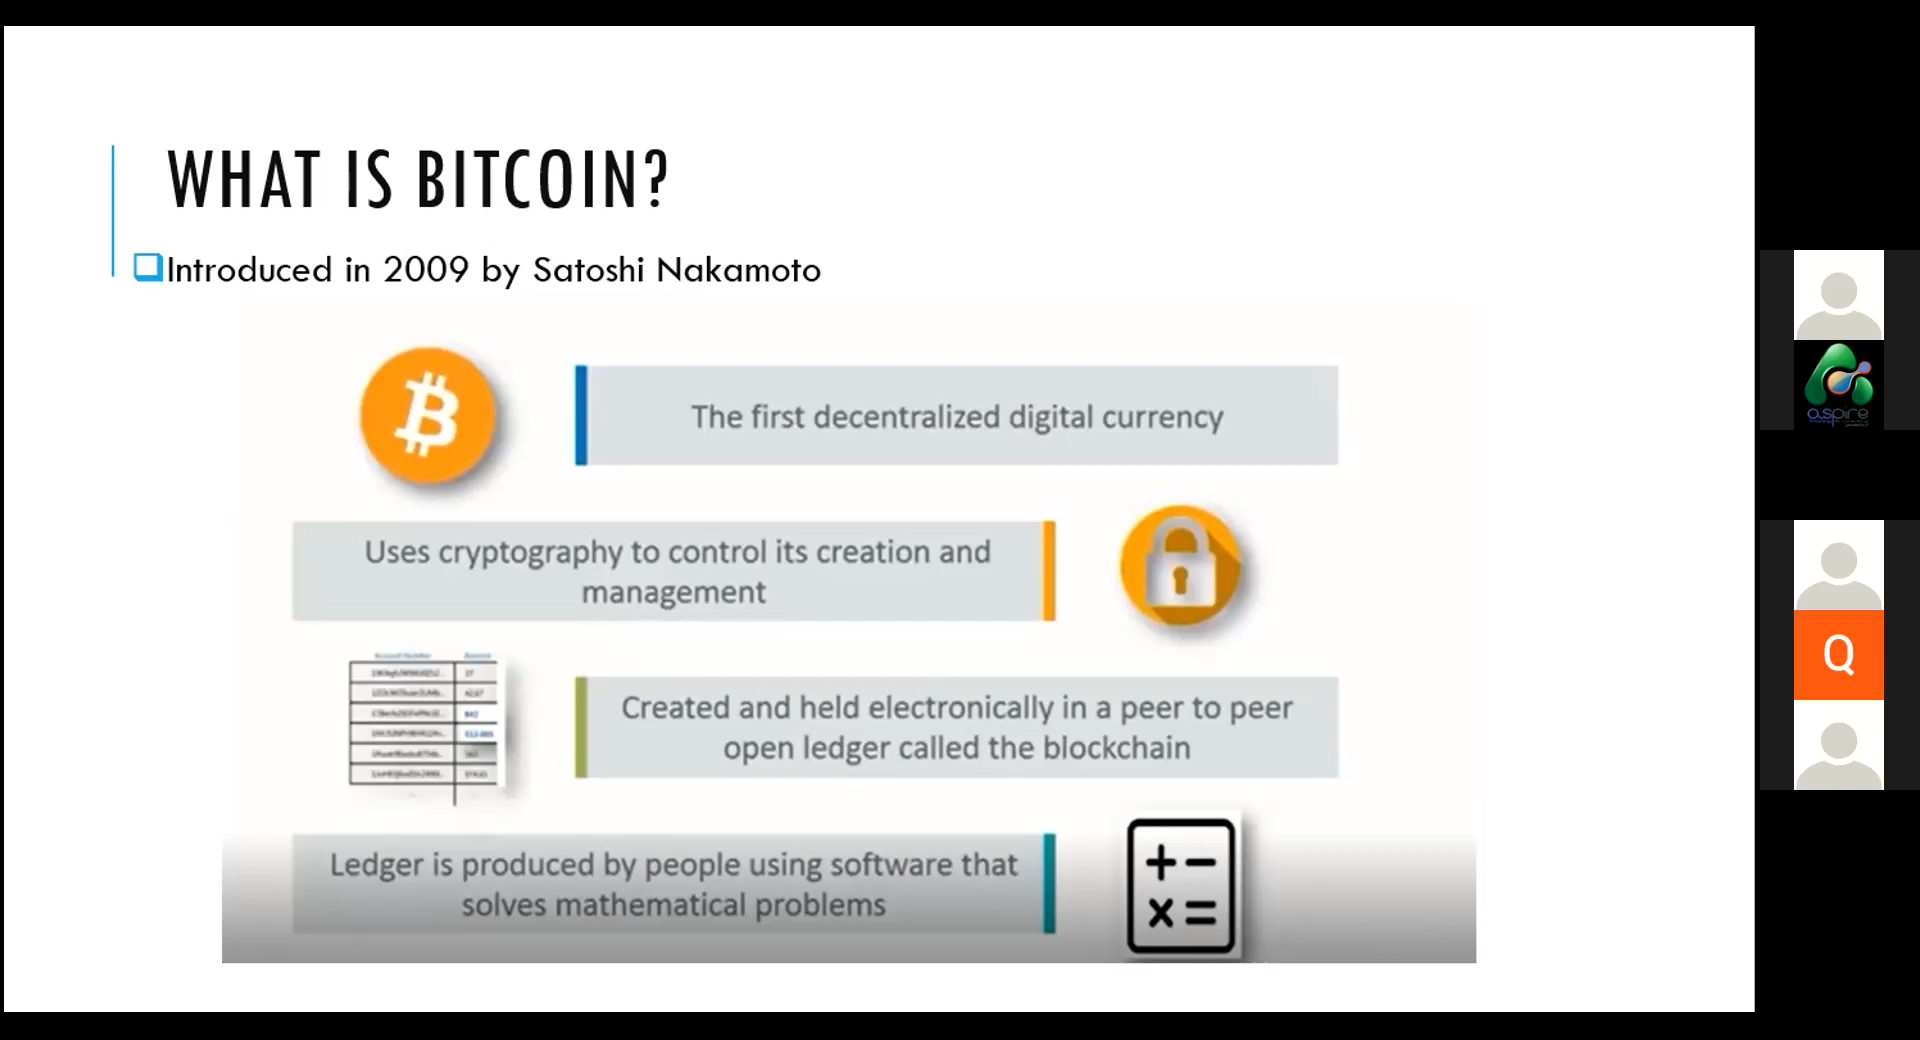 WHAT IS BITCOIN?
Introduced in 2009 by Satoshi Nakamoto
The first decentralized digital currency
Uses cryptography to control its creation and
management
Created and held electronically in a peer to peer
open ledger called the blockchain
Ledger is produced by people using software that
solves mathematical problems
+ −
x =
aspire
Q